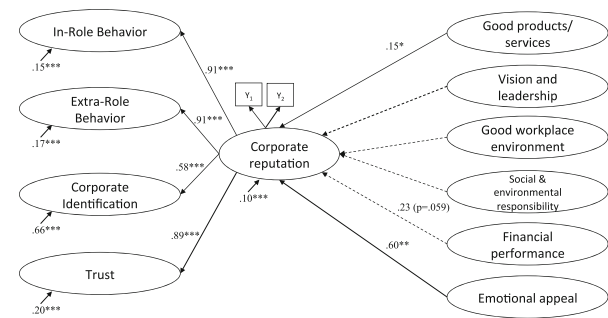 In-Role Behavior
.15***
.91***
Extra-Role
Behavior
.17***
.91***
.58***
Corporate
Identification
.66***
.89***
Trust
.20***
Y1
Y2
Corporate
reputation
.10***
.15*
Good products/
services
Vision and
leadership
Good workplace
environment
Social &
environmental
responsibility
.23 (p=.059)
Financial
performance
.60**
Emotional appeal